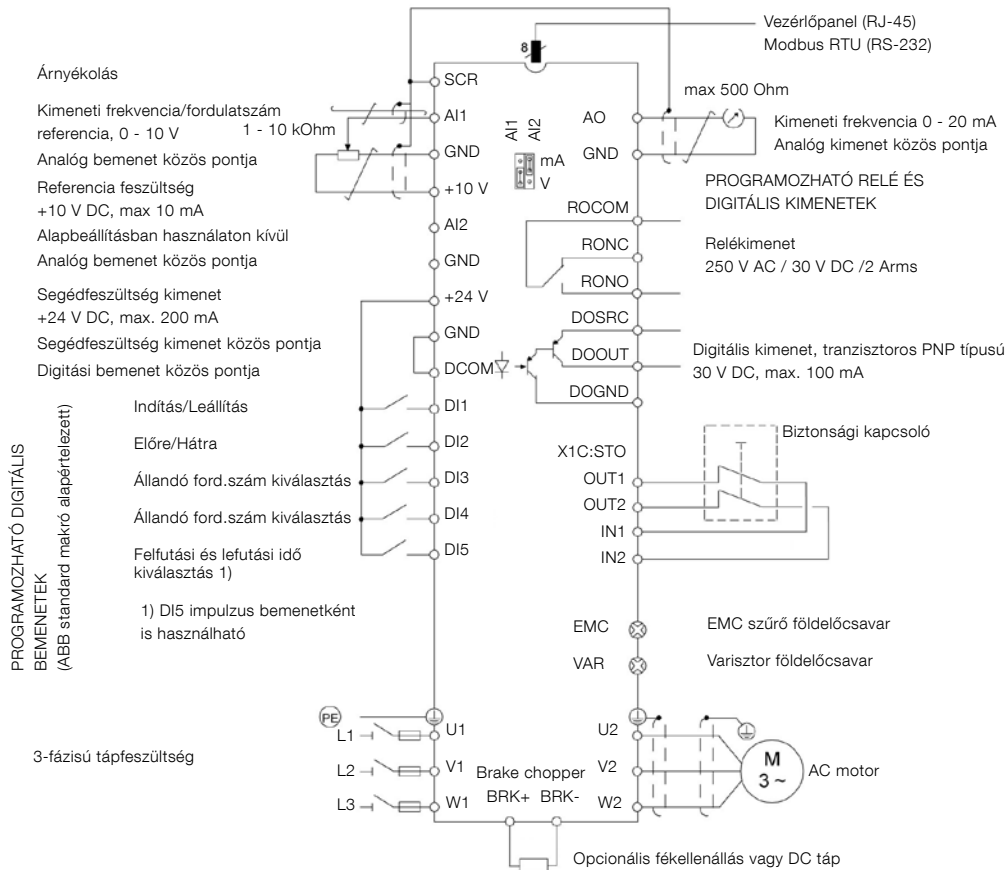 Vezérlőpanel (RJ-45)
Modbus RTU (RS-232)
8
Árnyékolás
Kimeneti frekvencia/fordulatszám
referencia, 0 - 10 V
1 - 10 kOhm
Analóg bemenet közös pontja
Referencia feszültség
+10 V DC, max 10 mA
Alapbeállításban használaton kívül
Analóg bemenet közös pontja
Segédfeszültség kimenet
+24 V DC, max. 200 mA
Segédfeszültség kimenet közös pontja
Digitási bemenet közös pontja
PROGRAMOZHATÓ DIGITÁLIS
BEMENETEK
(ABB standard makró alapértelezett)
Indítás/Leállítás
Előre/Hátra
Állandó ford.szám kiválasztás
Állandó ford.szám kiválasztás
Felfutási és lefutási idő
kiválasztás 1)
1) DI5 impulzus bemenetként
is használható
3-fázisú tápfeszültség
PE
L1
L2
L3
SCR
AI1
GND
+10 V
AI2
GND
+24 V
GND
DCOM
DI1
DI2
DI3
DI4
DI5
U1
V1
W1
AI1
AI2
mA
V
AO
GND
ROCOM
RONC
RONO
DOSRC
DOOUT
DOGND
X1C:STO
OUT1
OUT2
IN1
IN2
EMC
VAR
U2
V2
W2
Brake chopper
BRK+ BRK-
max 500 Ohm
Kimeneti frekvencia 0 - 20 mA
Analóg kimenet közös pontja
PROGRAMOZHATÓ RELÉ ÉS
DIGITÁLIS KIMENETEK
Relékimenet
250 V AC / 30 V DC /2 Arms
Digitális kimenet, tranzisztoros PNP típusú
30 V DC, max. 100 mA
Biztonsági kapcsoló
EMC szűrő földelőcsavar
Varisztor földelőcsavar
M
3 ~
AC motor
Opcionális fékellenállás vagy DC táp